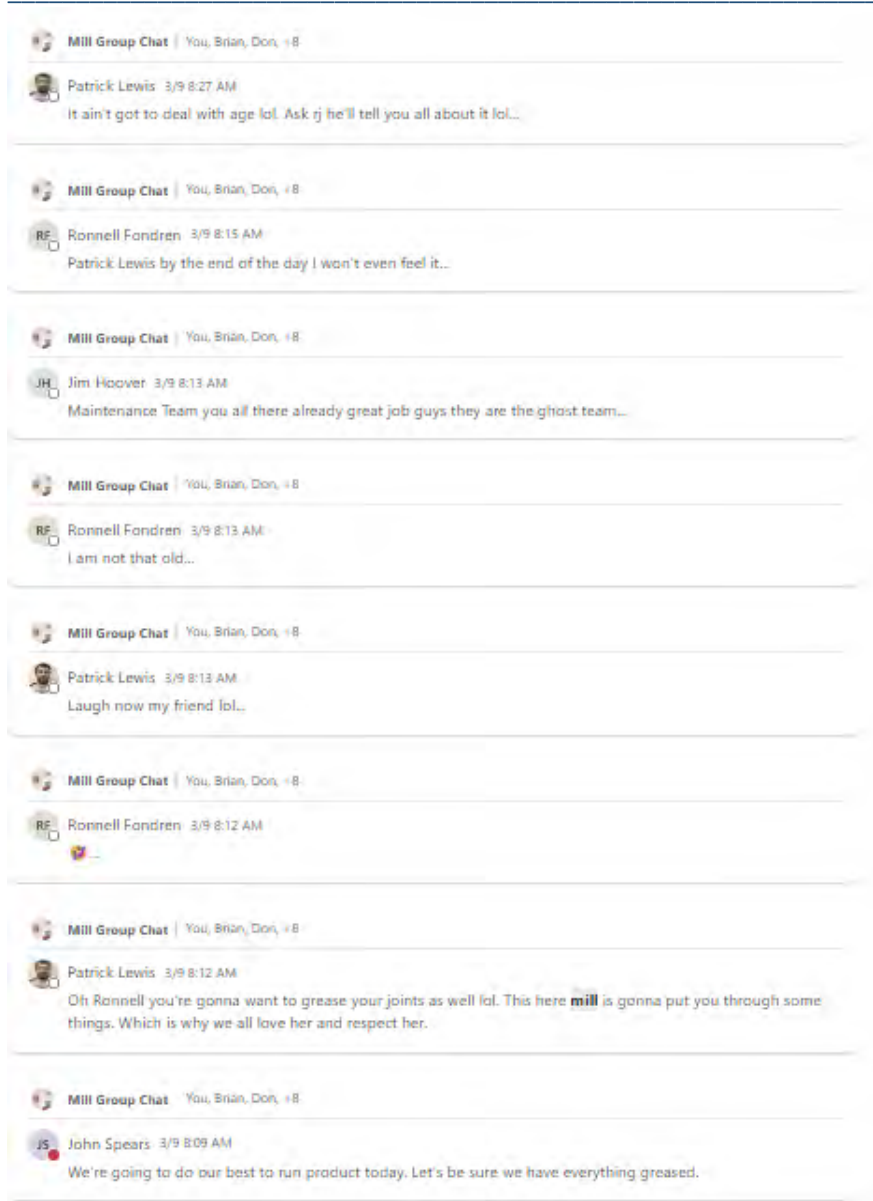 Mill Group Chat | You, Brian, Don, +8
Patrick Lewis 3/9 8:27 AM
It ain't got to deal with age lol. Ask rj he'll tell you all about it lol...
Mill Group Chat | You, Brian, Don, +8
RF Ronnell Fondren 3/9 8:15 AM
Patrick Lewis by the end of the day I won't even feel it...
Mill Group Chat | You, Brian, Don, +8
JH Jim Hoover 3/9 8:13 AM
Maintenance Team you all there already great job guys they are the ghost team...
Mill Group Chat | You, Brian, Don, +8
RF Ronnell Fondren 3/9 8:13 AM
I am not that old...
Mill Group Chat | You, Brian, Don, +8
Patrick Lewis 3/9 8:13 AM
Laugh now my friend lol...
Mill Group Chat | You, Brian, Don, +8
RF Ronnell Fondren 3/9 8:12 AM
🤣...
Mill Group Chat | You, Brian, Don, +8
Patrick Lewis 3/9 8:12 AM
Oh Ronnell you're gonna want to grease your joints as well lol. This here mill is gonna put you through some
things. Which is why we all love her and respect her.
Mill Group Chat You, Brian, Don, +8
JS John Spears 3/9 8:09 AM
We're going to do our best to run product today. Let's be sure we have everything greased.